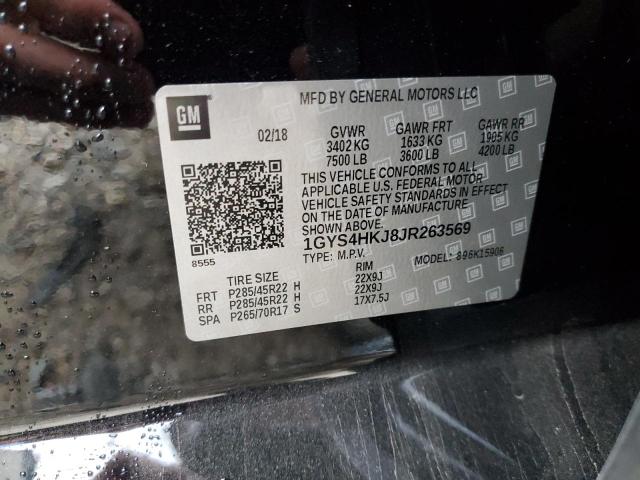 GM
MFD BY GENERAL MOTORS LLC
02/18 GVWR GAWR FRT GAWR RR
3402 KG 1633 KG 1905 KG
7500 LB 3600 LB 4200 LB
THIS VEHICLE CONFORMS TO ALL
APPLICABLE U.S. FEDERAL MOTOR
VEHICLE SAFETY STANDARDS IN EFFECT
ON THE DATE OF MANUFACTURE
SHOWN ABOVE.
1GYS4HKJ8JR263569
8555 TYPE: M.P.V. MODEL: 896K15906
TIRE SIZE RIM
FRT P285/45R22 H 22X9J
RR P285/45R22 H 22X9J
SPA P265/70R17 S 17X7.5J